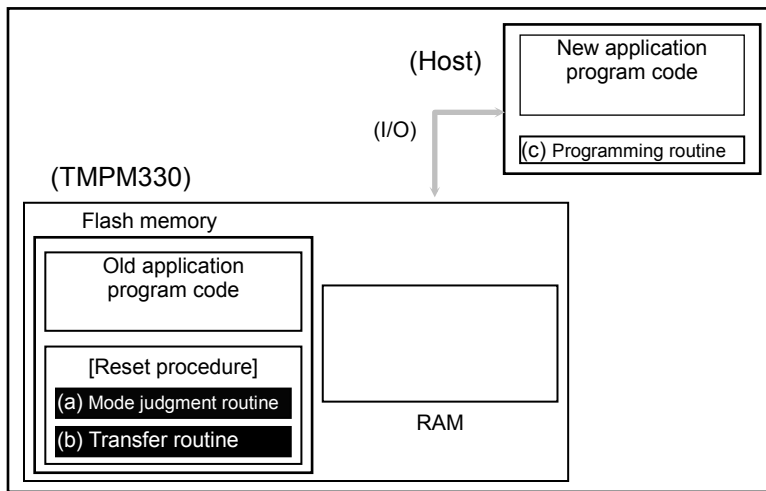 (Host)
New application
program code
(c) Programming routine
(I/O)
(TMPM330)
Flash memory
Old application
program code
[Reset procedure]
(a) Mode judgment routine
(b) Transfer routine
RAM